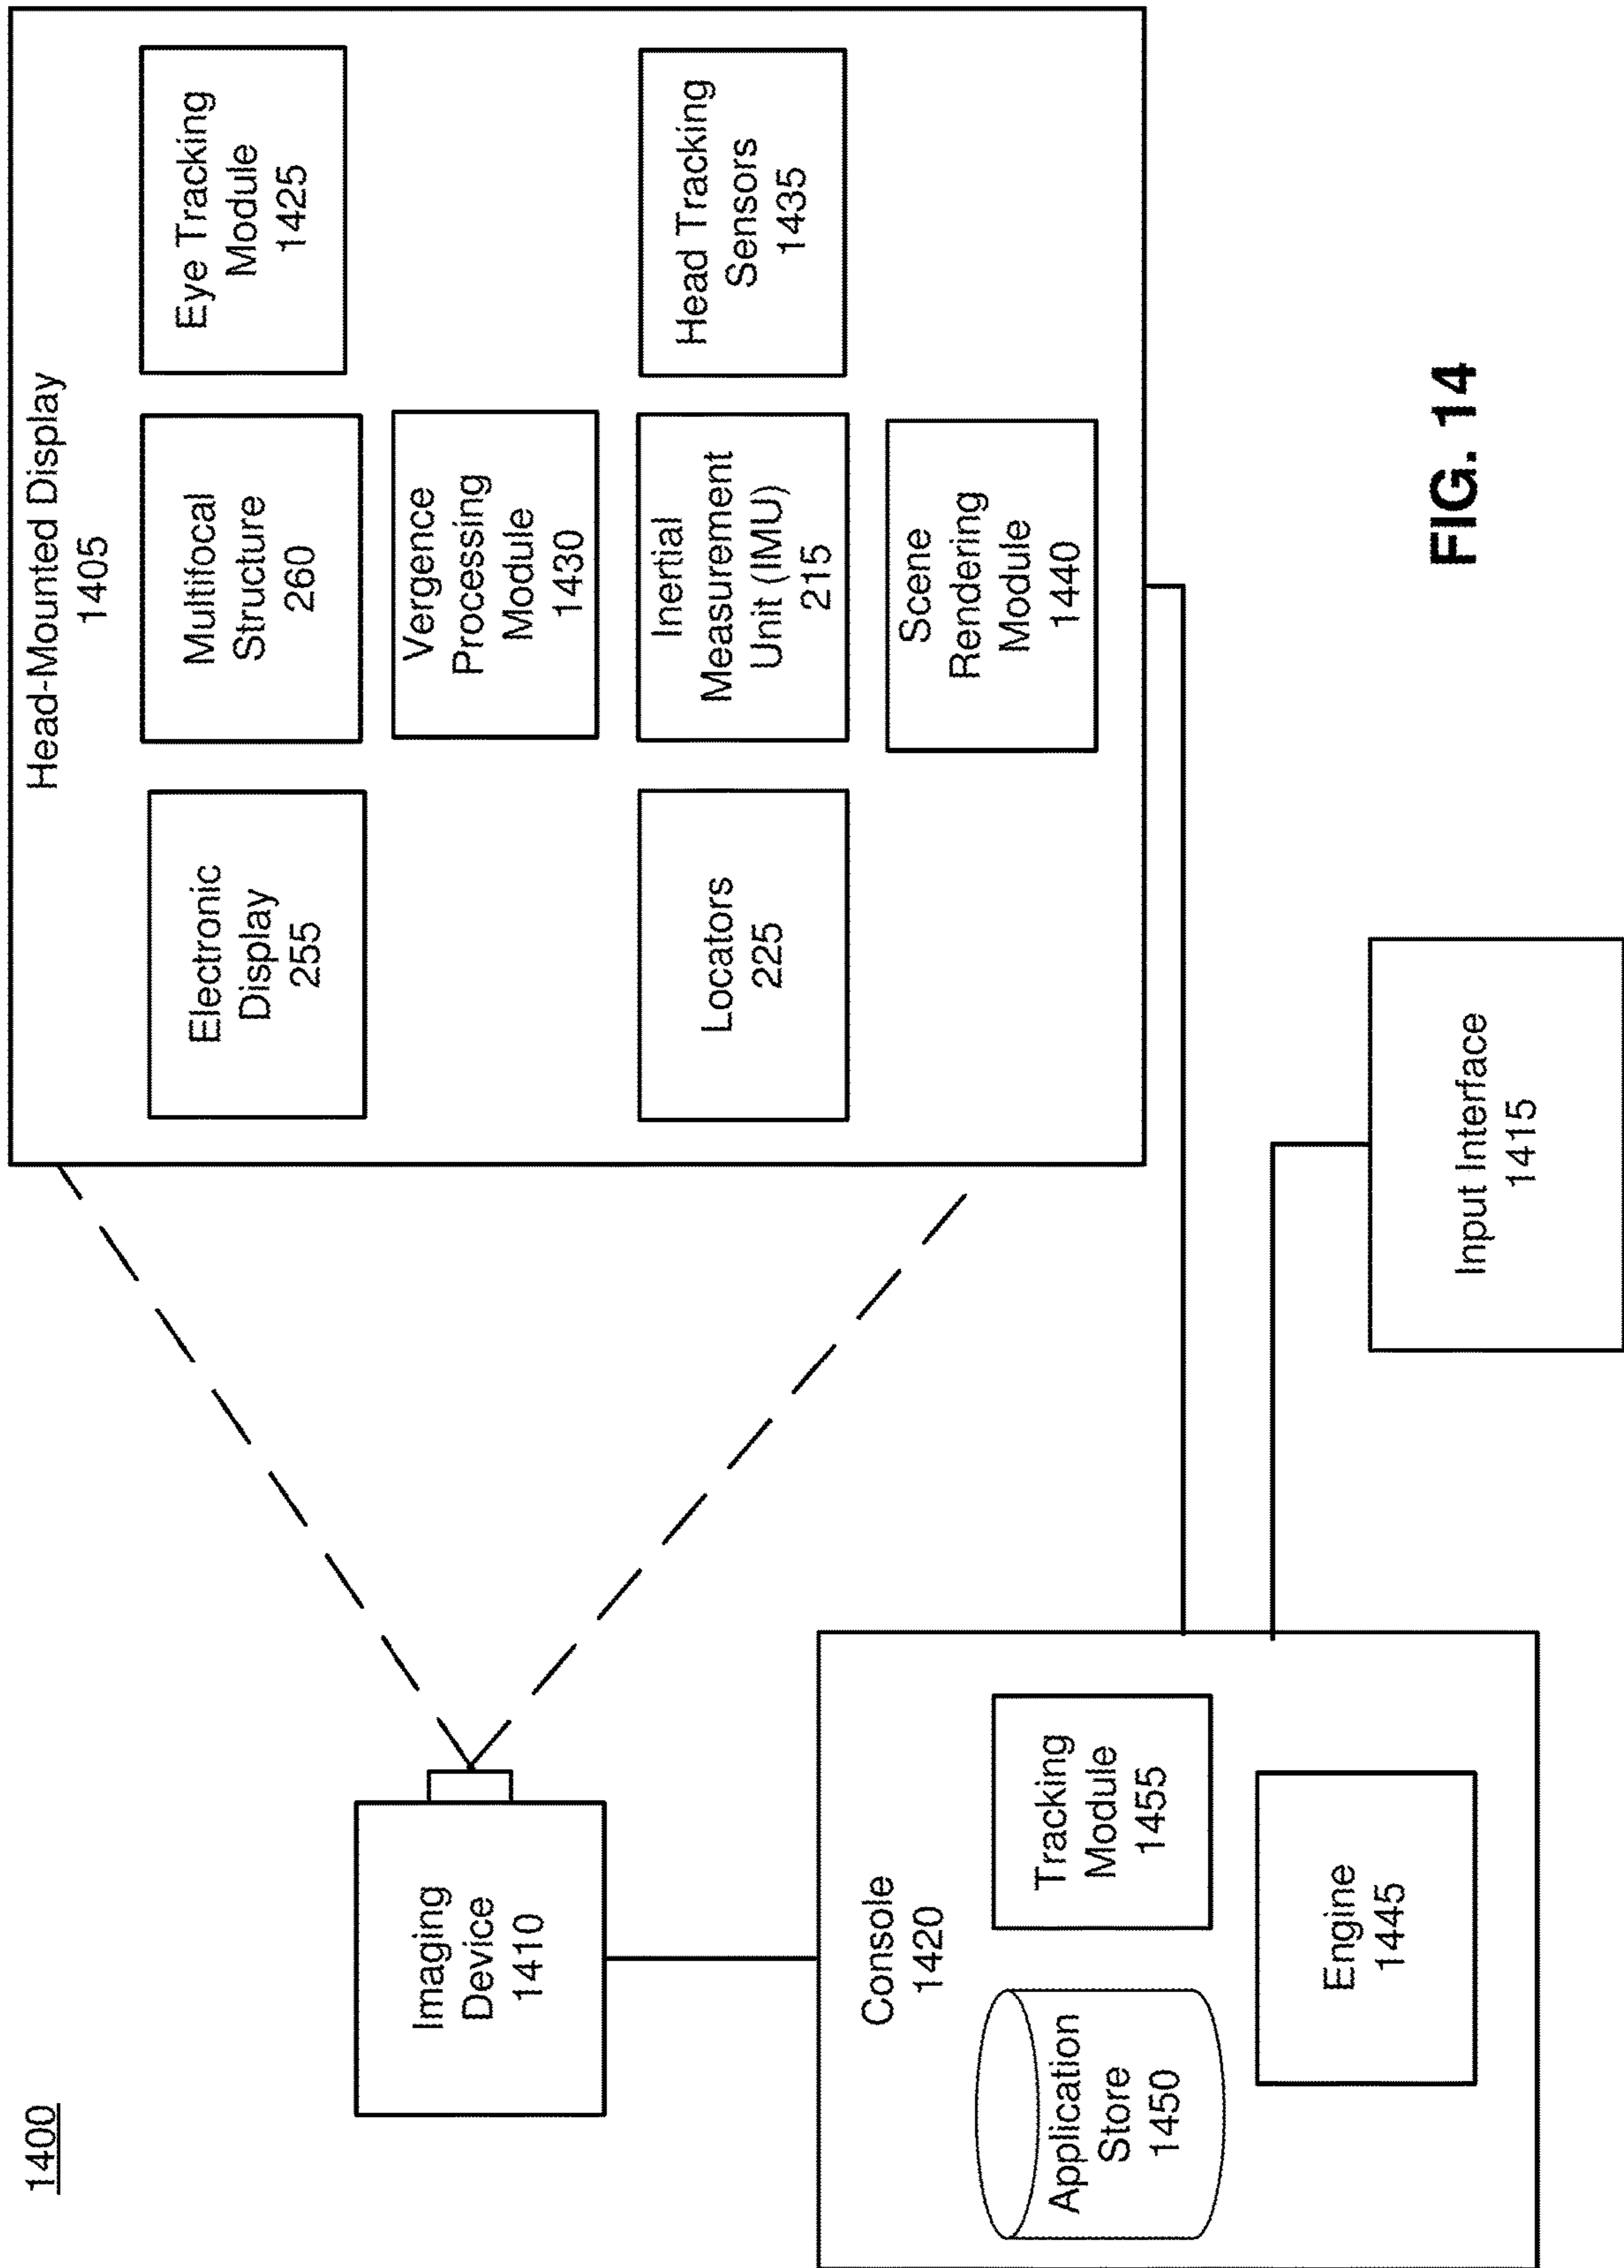 1400
Head-Mounted Display
1405
Electronic
Display
255
Multifocal
Structure
260
Eye Tracking
Module
1425
Vergence
Processing
Module
1430
Locators
225
Inertial
Measurement
Unit (IMU)
215
Head Tracking
Sensors
1435
Scene
Rendering
Module
1440
Imaging
Device
1410
Console
1420
Application
Store
1450
Tracking
Module
1455
Engine
1445
Input Interface
1415
FIG. 14